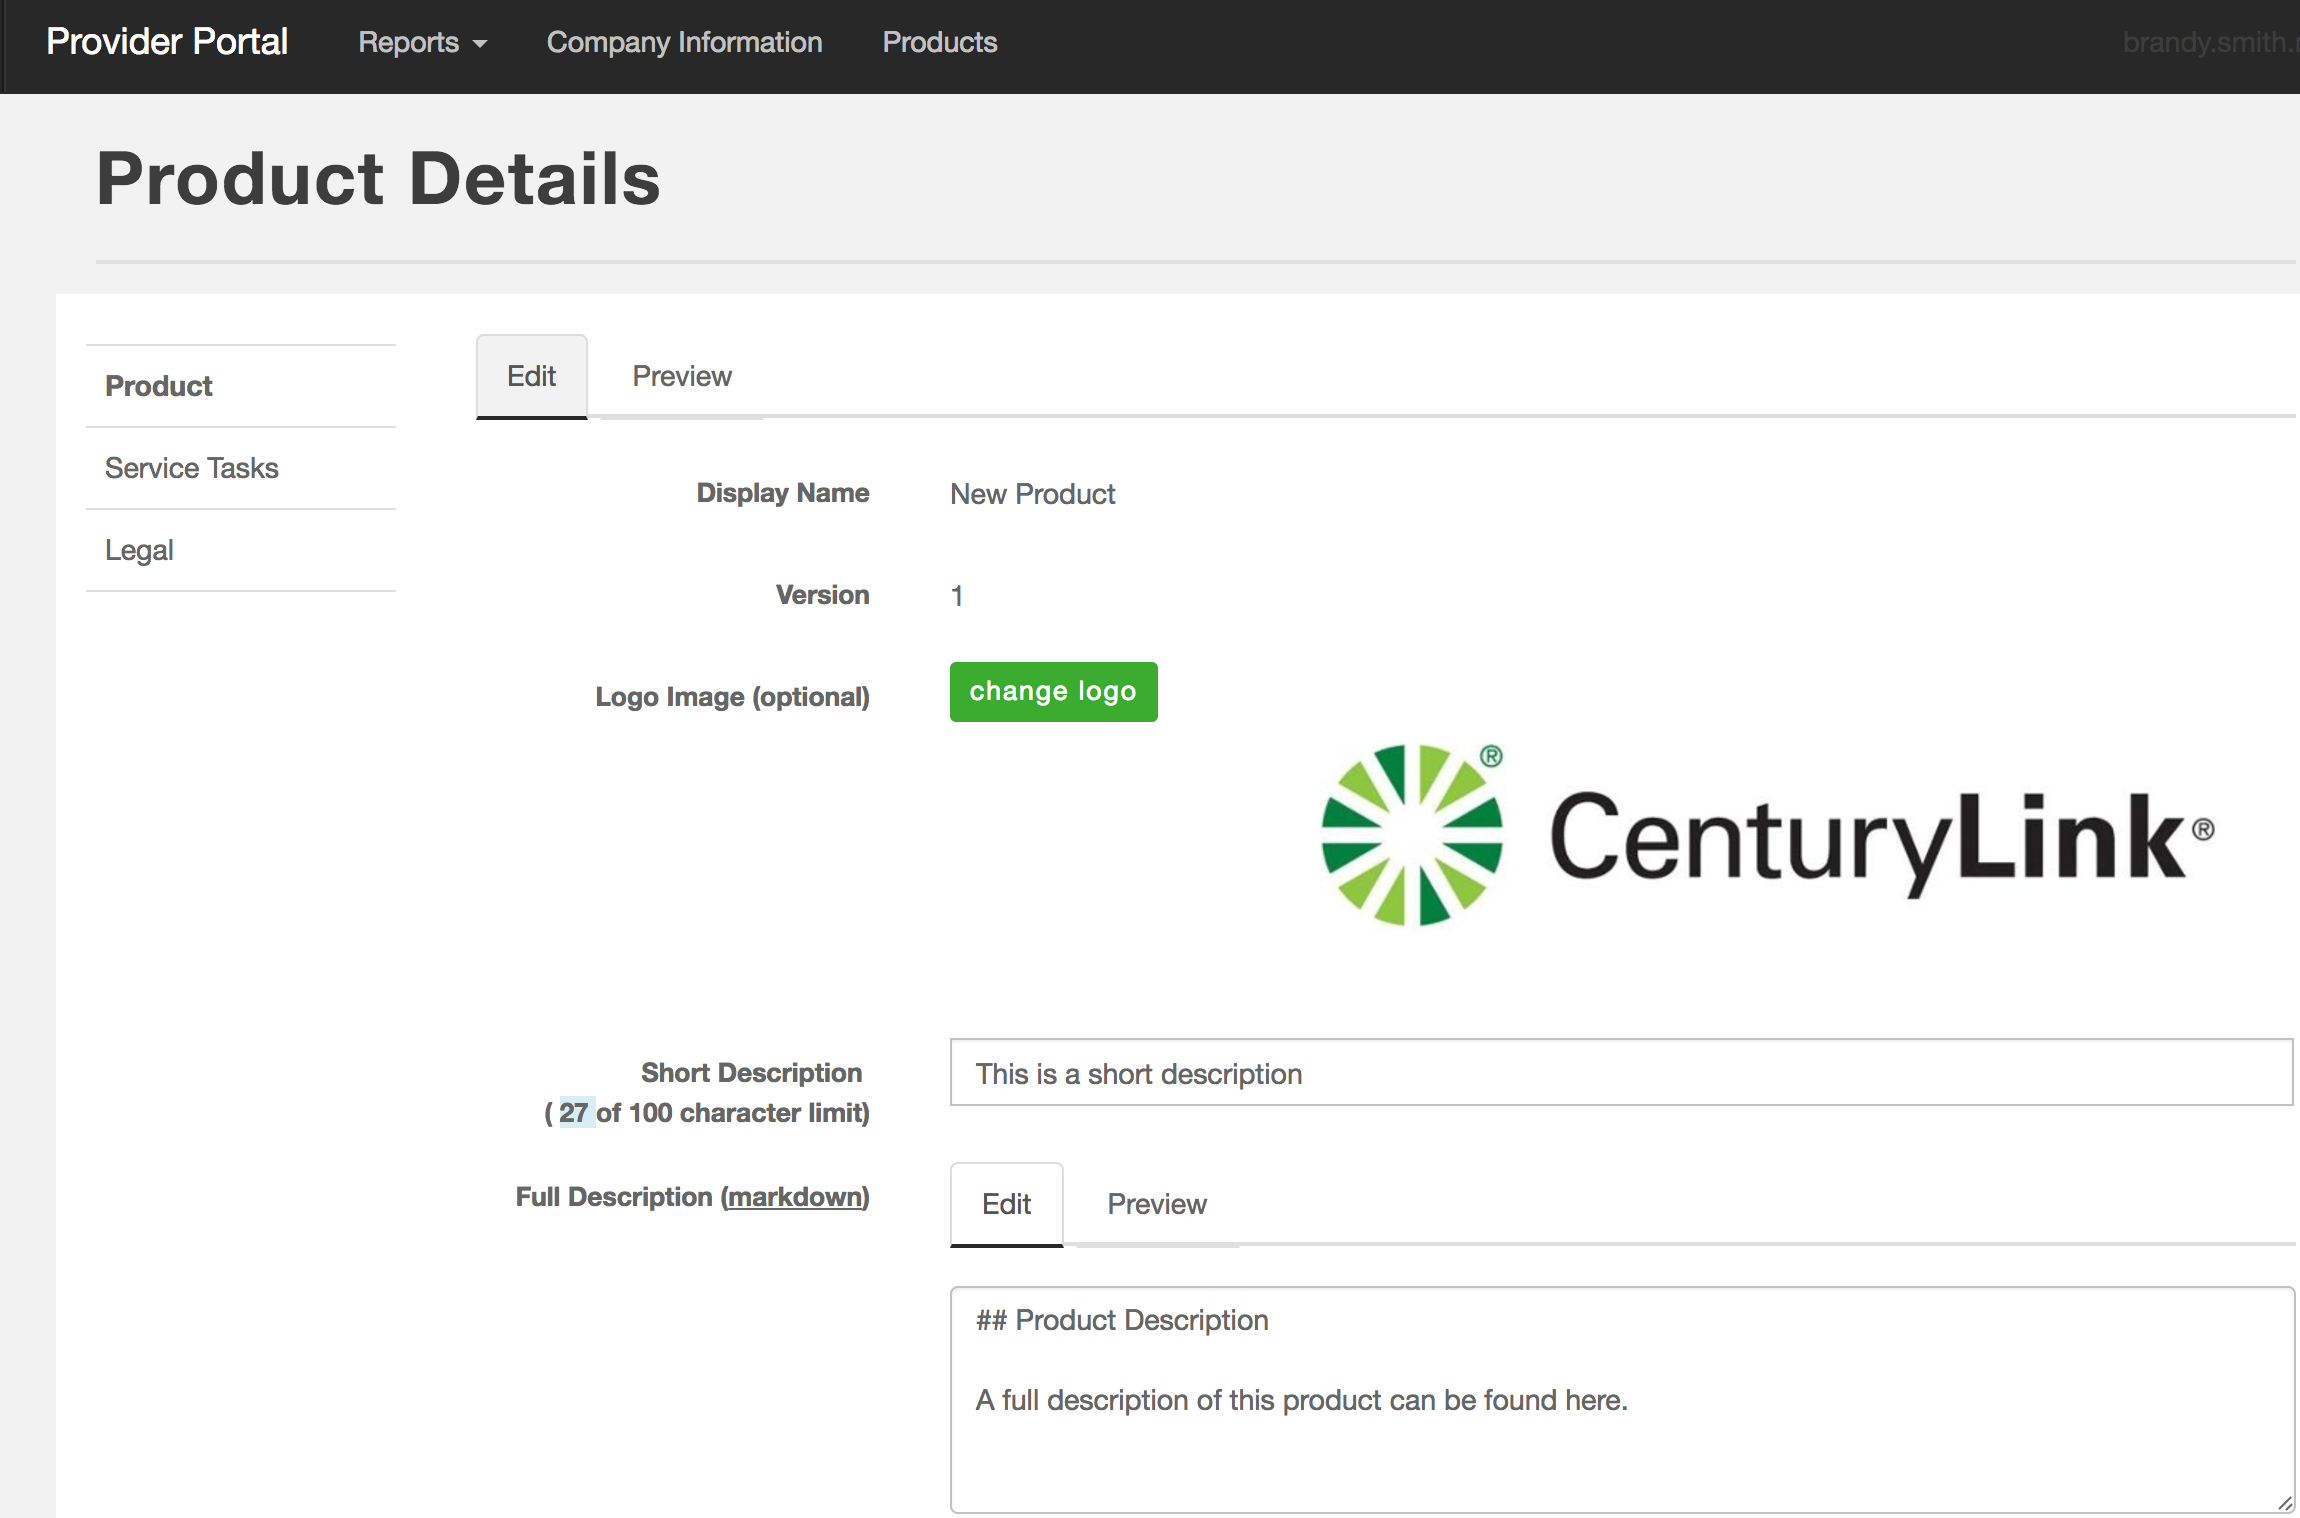 Provider Portal Reports Company Information Products brandy.smith.
Product Details
Product
Service Tasks
Legal
Edit Preview
Display Name New Product
Version 1
Logo Image (optional) change logo
® CenturyLink®
Short Description This is a short description
( 27 of 100 character limit)
Full Description (markdown) Edit Preview
## Product Description
A full description of this product can be found here.